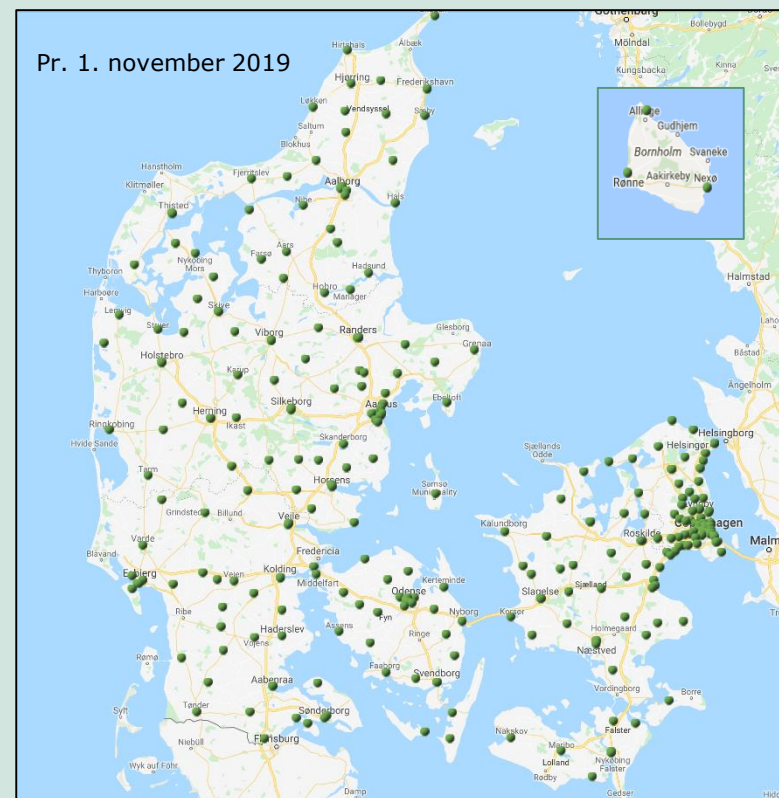 Pr. 1. november 2019
Gothenburg
Bollebygd
Mölndal
Kungsbacka
Kinna
Hirtshals
Ålbæk
Hjørring
Frederikshavn
Løkken
Vendsyssel
Sæby
Saltum
Blokhus
Hanstholm
Klitmøller
Fjerritslev
Aalborg
Thisted
Nibe
Hals
Allinge
Gudhjem
Bornholm
Svaneke
Rønne
Aakirkeby
Nexø
Nykøbing
Mors
Farsø
Aars
Hadsund
Thyborøn
Harboøre
Hobro
Mariager
Halmstad
Lemvig
Skive
Struer
Viborg
Randers
Glesborg
Grenaa
Båstad
Holstebro
Karup
Ängelholm
Ringkøbing
Herning
Ikast
Silkeborg
Aarhus
Ebeltoft
Hvide Sande
Skanderborg
Sjællands
Odde
Helsingør
Helsingborg
Tarm
Horsens
Samsø
Municipality
Grindsted
Billund
Vejle
Kalundborg
Roskilde
Copenhagen
Malm
Blåvand
Varde
Fredericia
Esbjerg
Vejen
Kolding
Middelfart
Kerteminde
Odense
Slagelse
Sjælland
Ribe
Haderslev
Vojens
Assens
Fyn
Nyborg
Ringe
Korsør
Holmegaard
Næstved
Rømø
Aabenraa
Faaborg
Svendborg
Vordingborg
Borre
Sylt
Tønder
Sønderborg
Nakskov
Falster
Niebüll
Flensburg
Maribo
Lolland
Nykøbing
Falster
Wyk auf Föhr
Rødby
Gedser
Damp